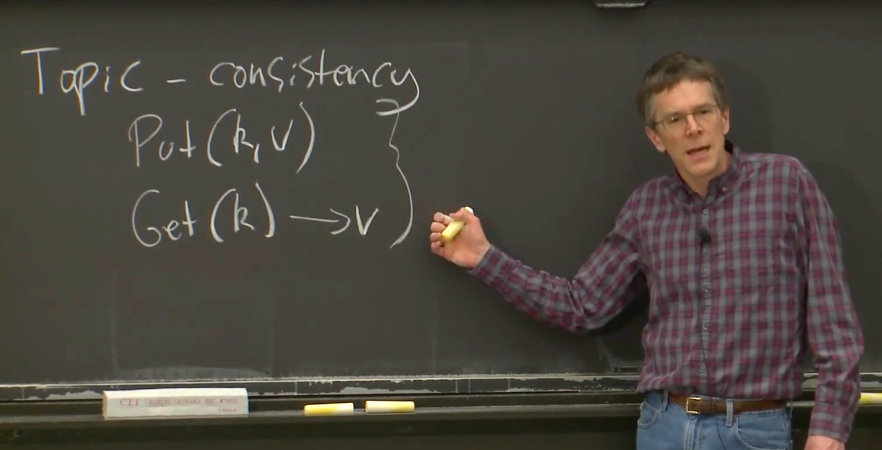 Topic - consistency
Put(k, v)
Get(k) → v